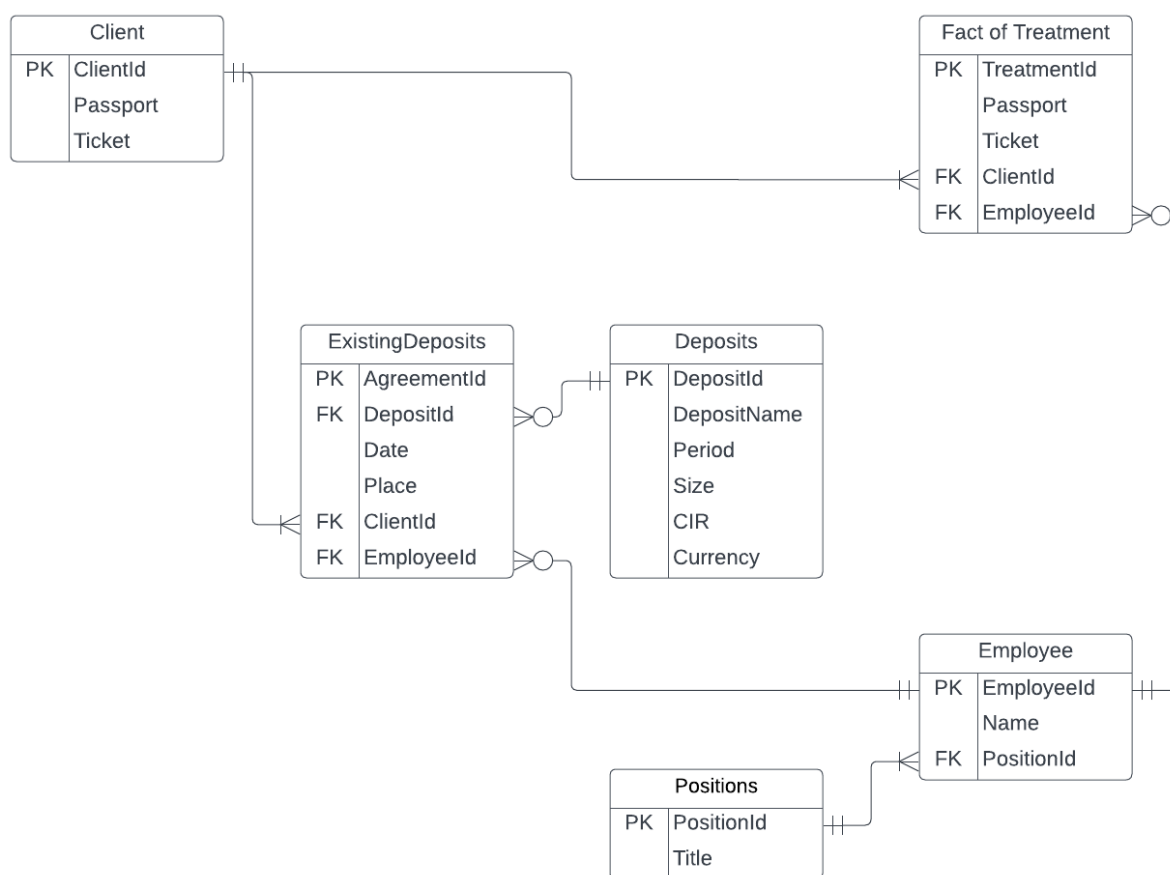 Client
PK ClientId
Passport
Ticket
Fact of Treatment
PK TreatmentId
Passport
Ticket
FK ClientId
FK EmployeeId
ExistingDeposits
PK AgreementId
FK DepositId
Date
Place
FK ClientId
FK EmployeeId
Deposits
PK DepositId
DepositName
Period
Size
CIR
Currency
Employee
PK EmployeeId
Name
FK PositionId
Positions
PK PositionId
Title